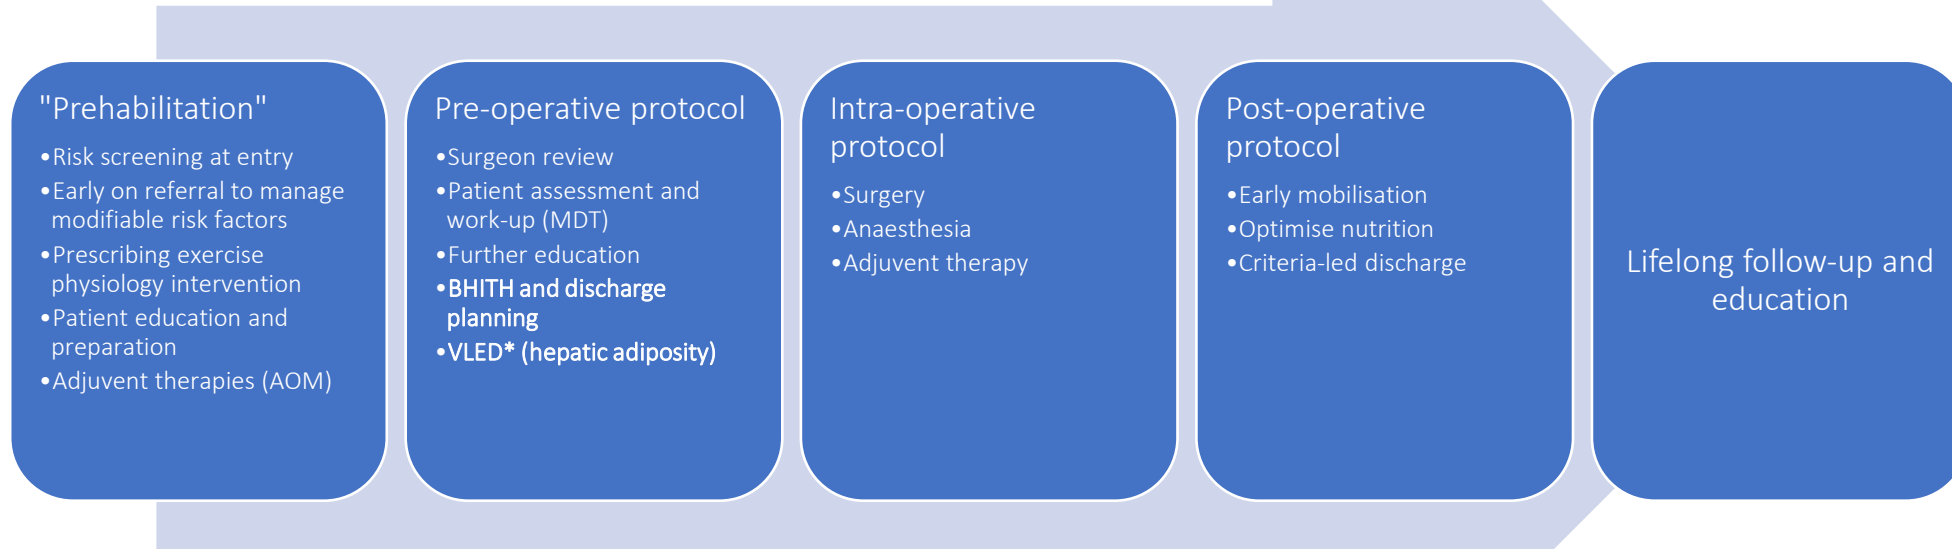 "Prehabilitation"
•Risk screening at entry
•Early on referral to manage
modifiable risk factors
•Prescribing exercise
physiology intervention
•Patient education and
preparation
•Adjuvent therapies (AOM)
Pre-operative protocol
•Surgeon review
•Patient assessment and
work-up (MDT)
•Further education
•BHITH and discharge
planning
•VLED* (hepatic adiposity)
Intra-operative
protocol
•Surgery
•Anaesthesia
•Adjuvent therapy
Post-operative
protocol
•Early mobilisation
•Optimise nutrition
•Criteria-led discharge
Lifelong follow-up and
education